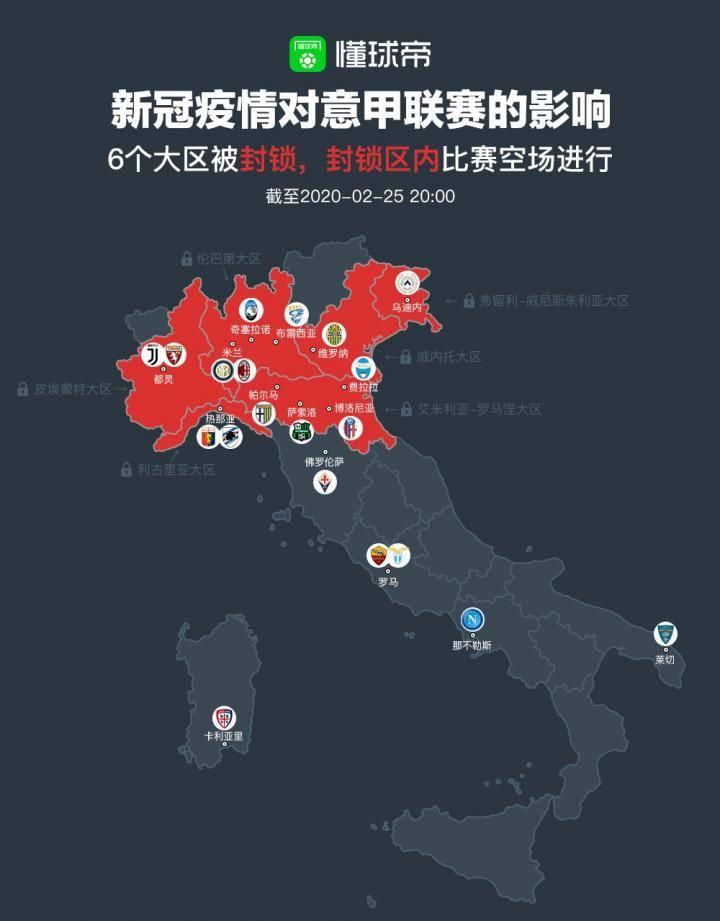 懂球帝
新冠疫情对意甲联赛的影响
6个大区被封锁，封锁区内比赛空场进行
截至2020-02-25 20:00
伦巴第大区
乌迪内
← 弗留利-威尼斯朱利亚大区
奇塞拉诺
布雷西亚
米兰
维罗纳
← 威内托大区
都灵
费拉拉
皮埃蒙特大区→
帕尔马
萨索洛
博洛尼亚
← 艾米利亚-罗马涅大区
热那亚
佛罗伦萨
利古里亚大区
罗马
那不勒斯
莱切
卡利亚里